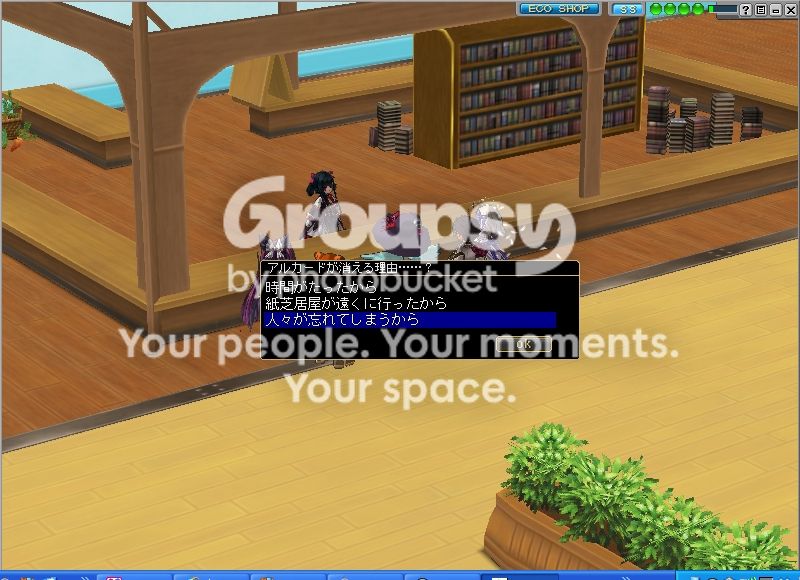 ECO SHOP
S S
?
Groupsy
by photobucket
アルカードが消える理由……？
時間がたったから
紙芝居屋が遠くに行ったから
人々が忘れてしまうから
ok
Your people. Your moments.
Your space.